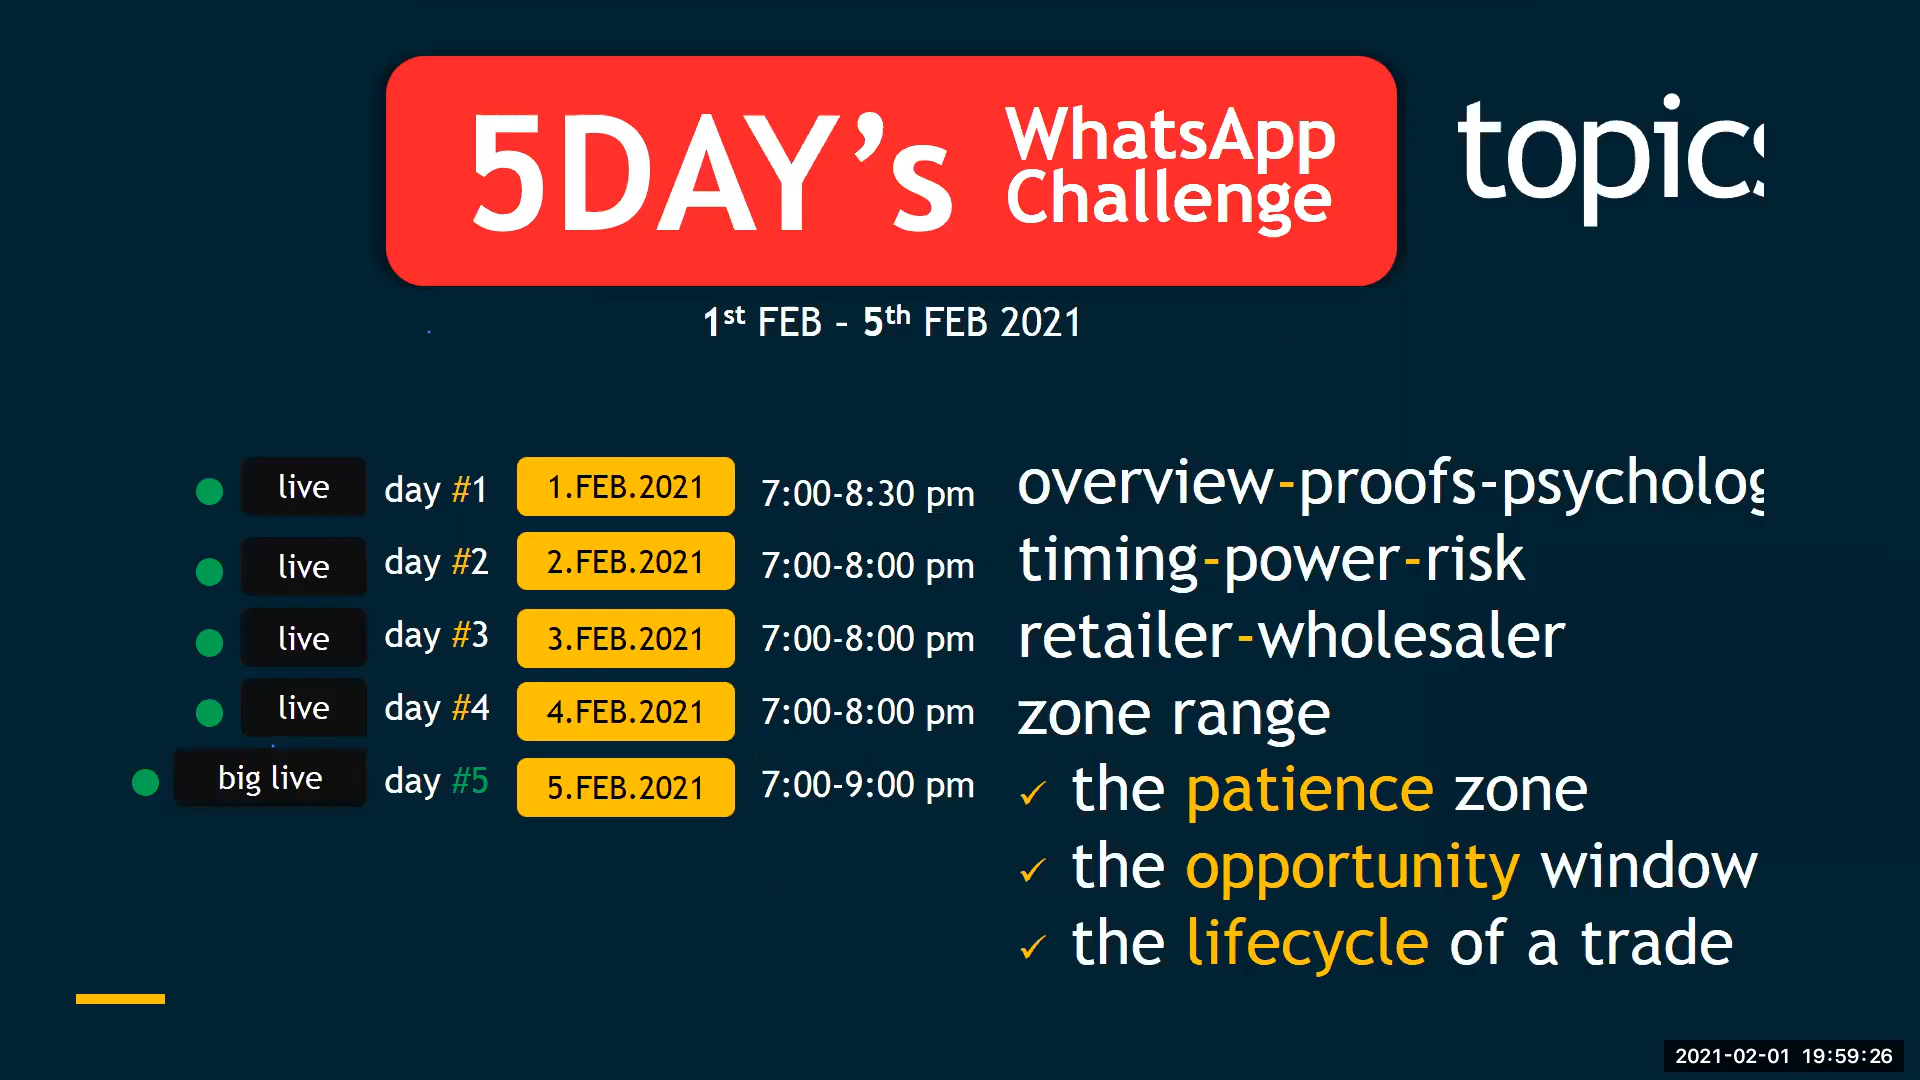 5DAY's WhatsApp Challenge
topics
1st FEB - 5th FEB 2021
live day #1 1.FEB.2021 7:00-8:30 pm overview-proofs-psycholog
live day #2 2.FEB.2021 7:00-8:00 pm timing-power-risk
live day #3 3.FEB.2021 7:00-8:00 pm retailer-wholesaler
live day #4 4.FEB.2021 7:00-8:00 pm zone range
big live day #5 5.FEB.2021 7:00-9:00 pm ✓ the patience zone
✓ the opportunity window
✓ the lifecycle of a trade
2021-02-01 19:59:26